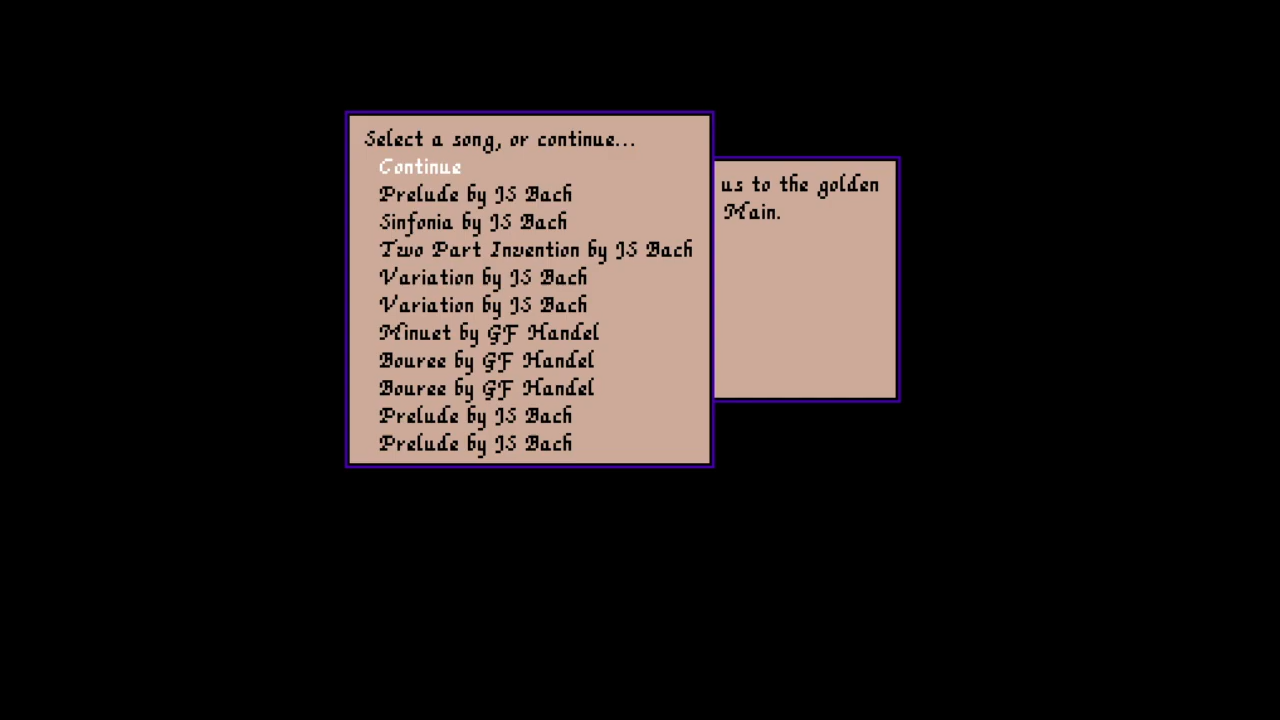 Select a song, or continue...
Continue
Prelude by JS Bach
Sinfonia by JS Bach
Two Part Invention by JS Bach
Variation by JS Bach
Variation by JS Bach
Minuet by GF Handel
Bouree by GF Handel
Bouree by GF Handel
Prelude by JS Bach
Prelude by JS Bach
us to the golden
Main.